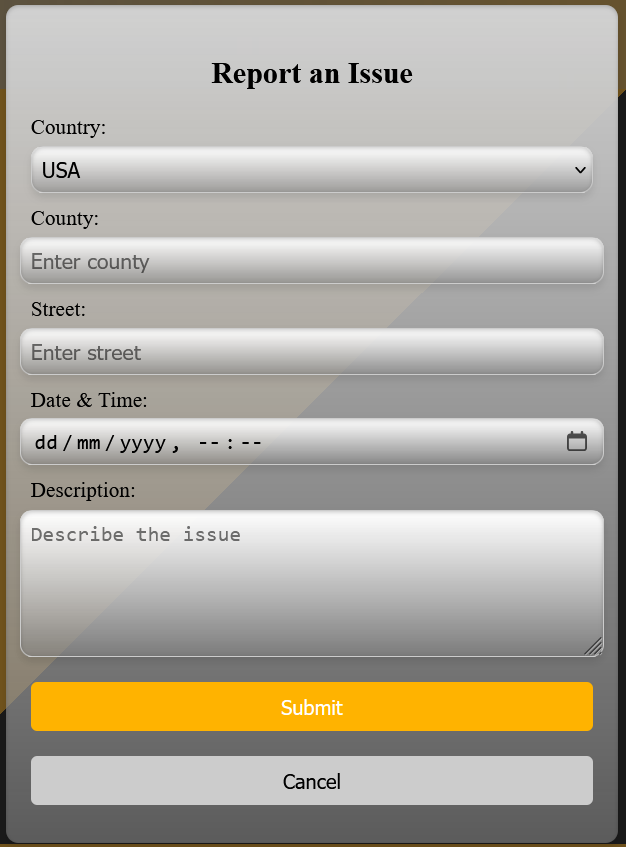 Report an Issue
Country:
USA
County:
Enter county
Street:
Enter street
Date & Time:
dd/mm/yyyy, --:--
Description:
Describe the issue
Submit
Cancel